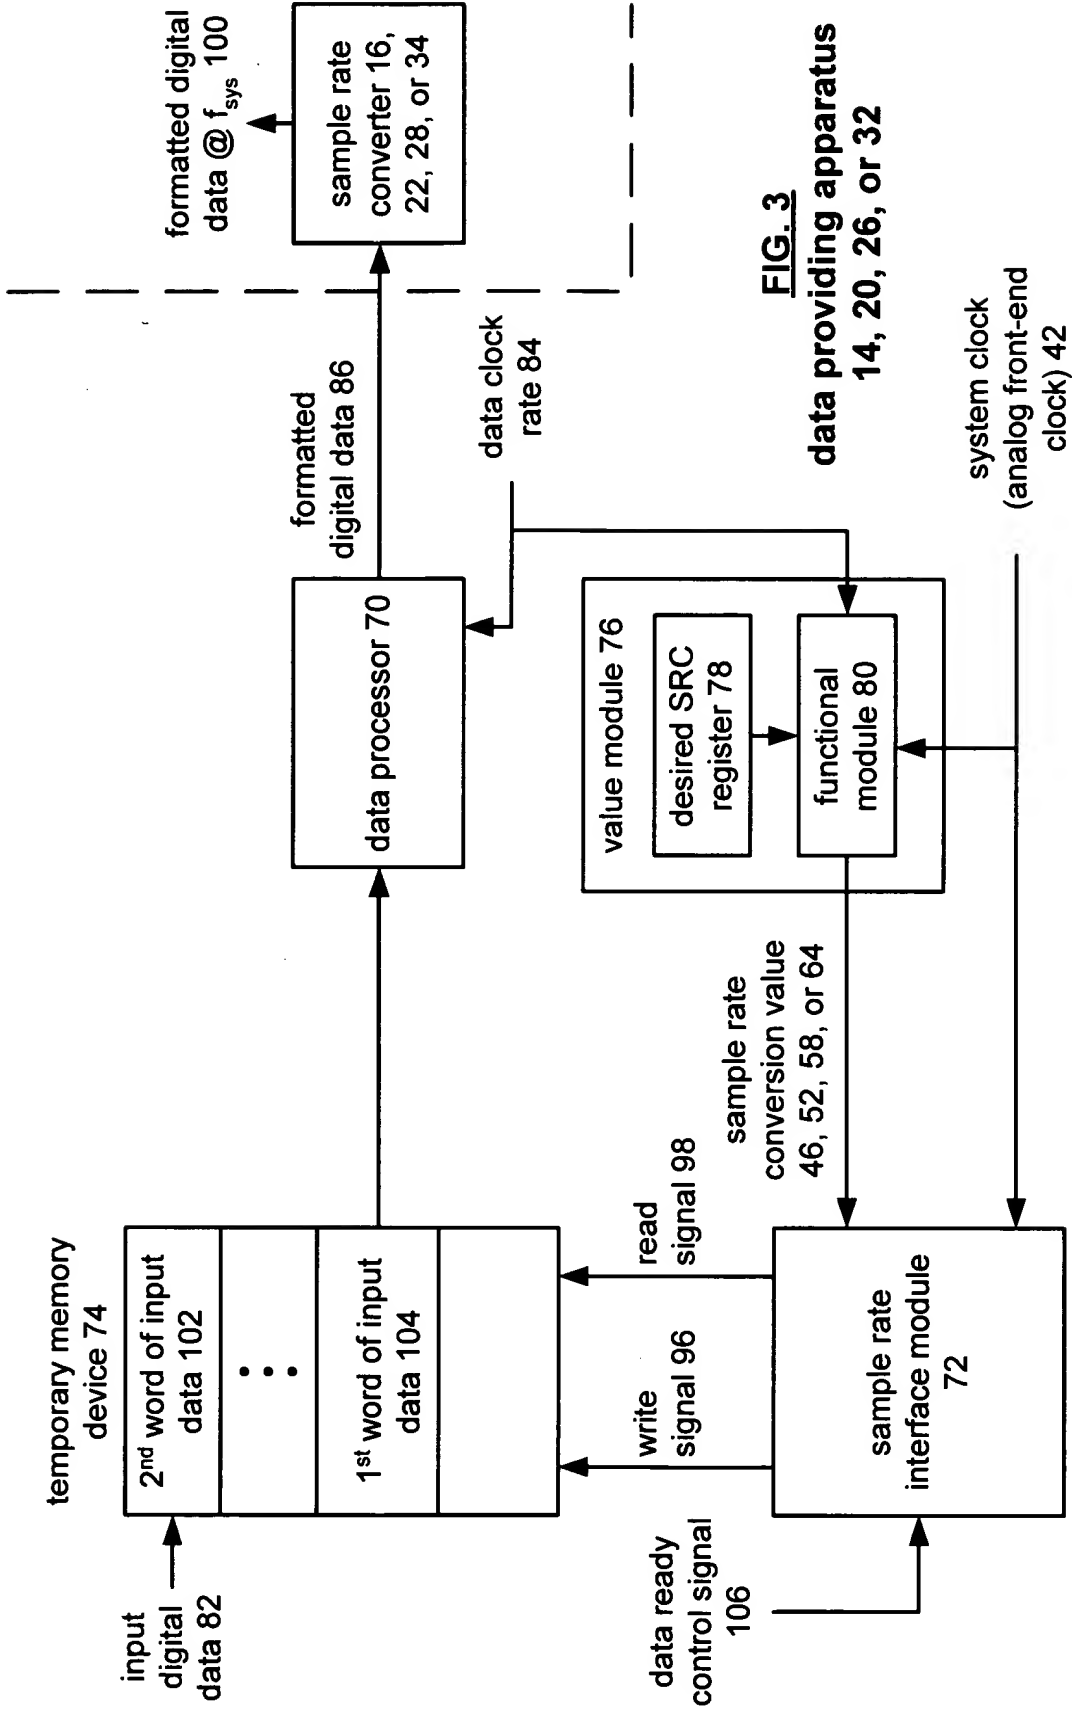 temporary memory
device 74
input
digital
data 82
2nd word of input
data 102
1st word of input
data 104
data processor 70
formatted
digital data 86
formatted digital
data @ fsys 100
sample rate
converter 16,
22, 28, or 34
data clock
rate 84
write
signal 96
read
signal 98
value module 76
desired SRC
register 78
functional
module 80
sample rate
conversion value
46, 52, 58, or 64
data ready
control signal
106
sample rate
interface module
72
system clock
(analog front-end
clock) 42
FIG. 3
data providing apparatus
14, 20, 26, or 32